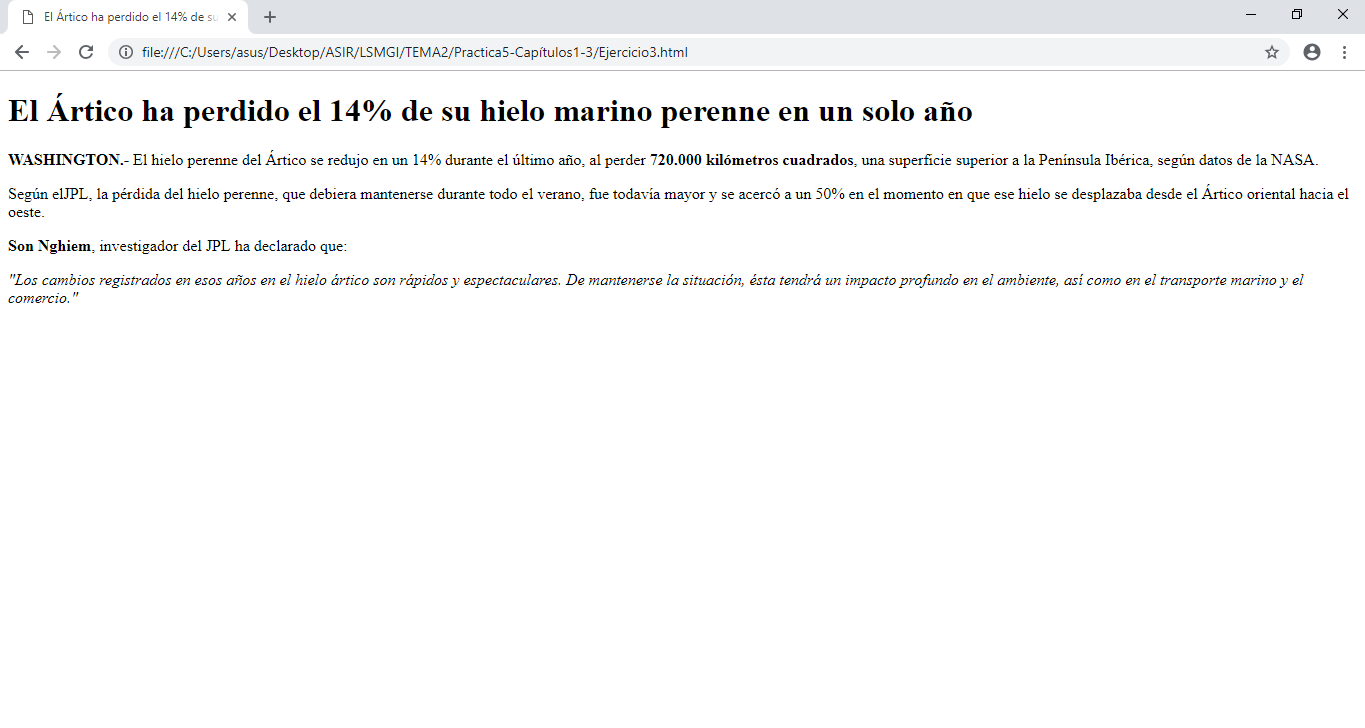 El Ártico ha perdido el 14% de su
file:///C:/Users/asus/Desktop/ASIR/LSMGI/TEMA2/Practica5-Capítulos1-3/Ejercicio3.html
El Ártico ha perdido el 14% de su hielo marino perenne en un solo año
WASHINGTON.- El hielo perenne del Ártico se redujo en un 14% durante el último año, al perder 720.000 kilómetros cuadrados, una superficie superior a la Península Ibérica, según datos de la NASA.
Según elJPL, la pérdida del hielo perenne, que debiera mantenerse durante todo el verano, fue todavía mayor y se acercó a un 50% en el momento en que ese hielo se desplazaba desde el Ártico oriental hacia el
oeste.
Son Nghiem, investigador del JPL ha declarado que:
"Los cambios registrados en esos años en el hielo ártico son rápidos y espectaculares. De mantenerse la situación, ésta tendrá un impacto profundo en el ambiente, así como en el transporte marino y el
comercio."